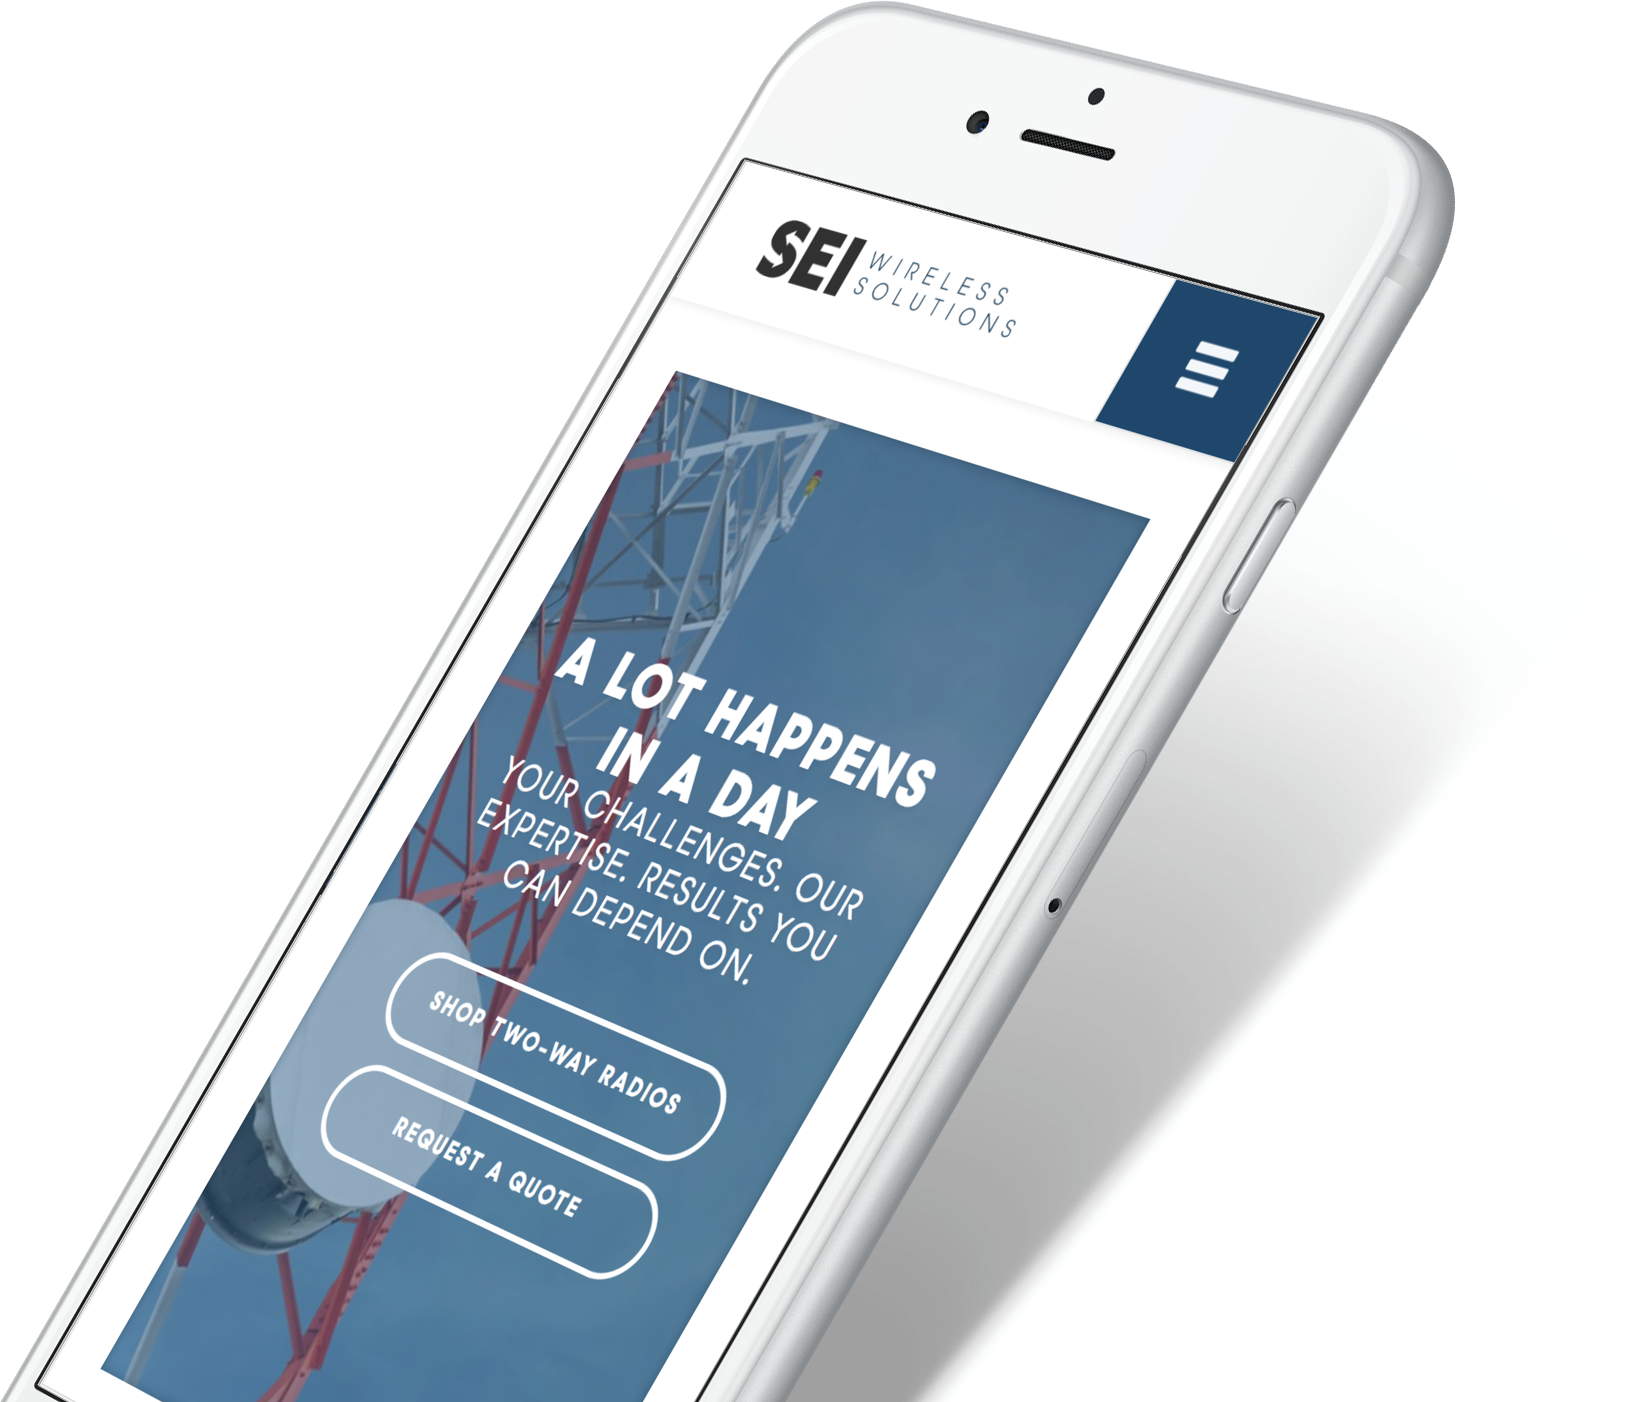 SEI WIRELESS
SOLUTIONS
A LOT HAPPENS
IN A DAY
YOUR CHALLENGES. OUR
EXPERTISE. RESULTS YOU
CAN DEPEND ON.
SHOP TWO-WAY RADIOS
REQUEST A QUOTE